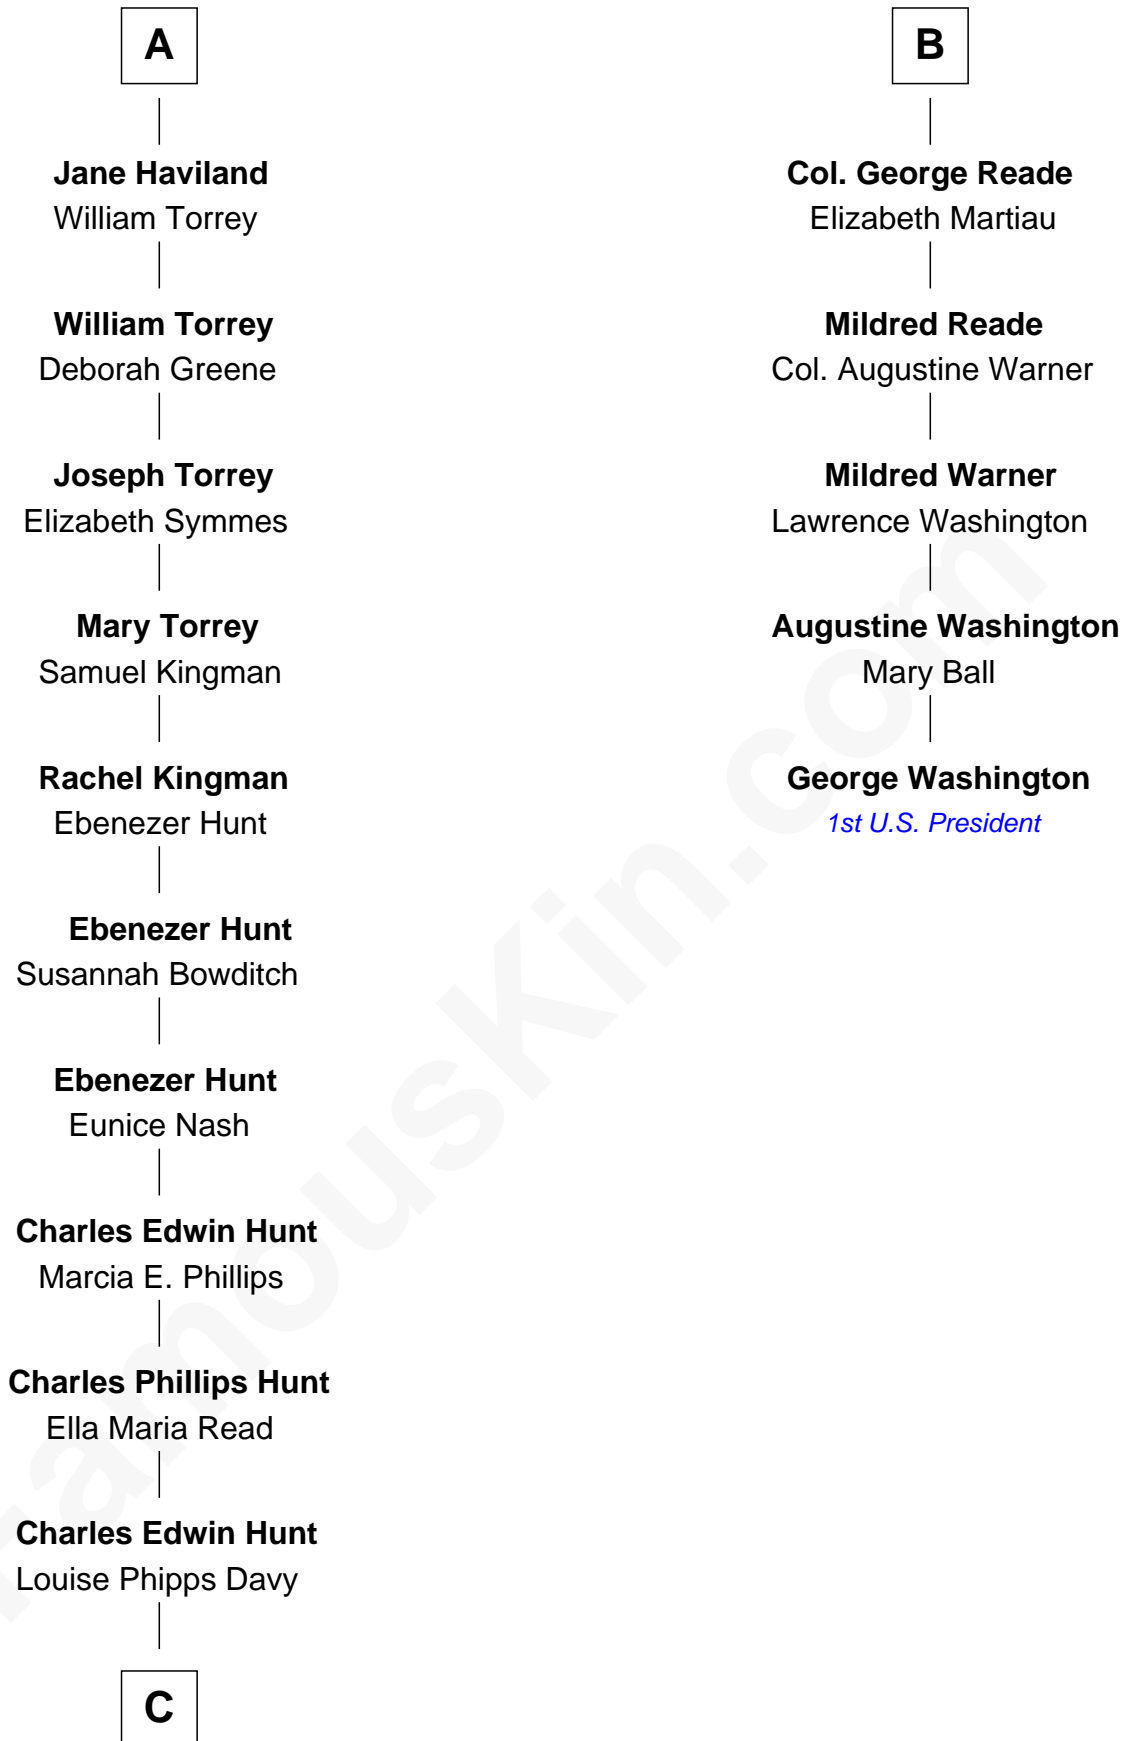 A
Jane Haviland
William Torrey
William Torrey
Deborah Greene
Joseph Torrey
Elizabeth Symmes
Mary Torrey
Samuel Kingman
Rachel Kingman
Ebenezer Hunt
Ebenezer Hunt
Susannah Bowditch
Ebenezer Hunt
Eunice Nash
Charles Edwin Hunt
Marcia E. Phillips
Charles Phillips Hunt
Ella Maria Read
Charles Edwin Hunt
Louise Phipps Davy
C
B
Col. George Reade
Elizabeth Martiau
Mildred Reade
Col. Augustine Warner
Mildred Warner
Lawrence Washington
Augustine Washington
Mary Ball
George Washington
1st U.S. President
FamousKin.com